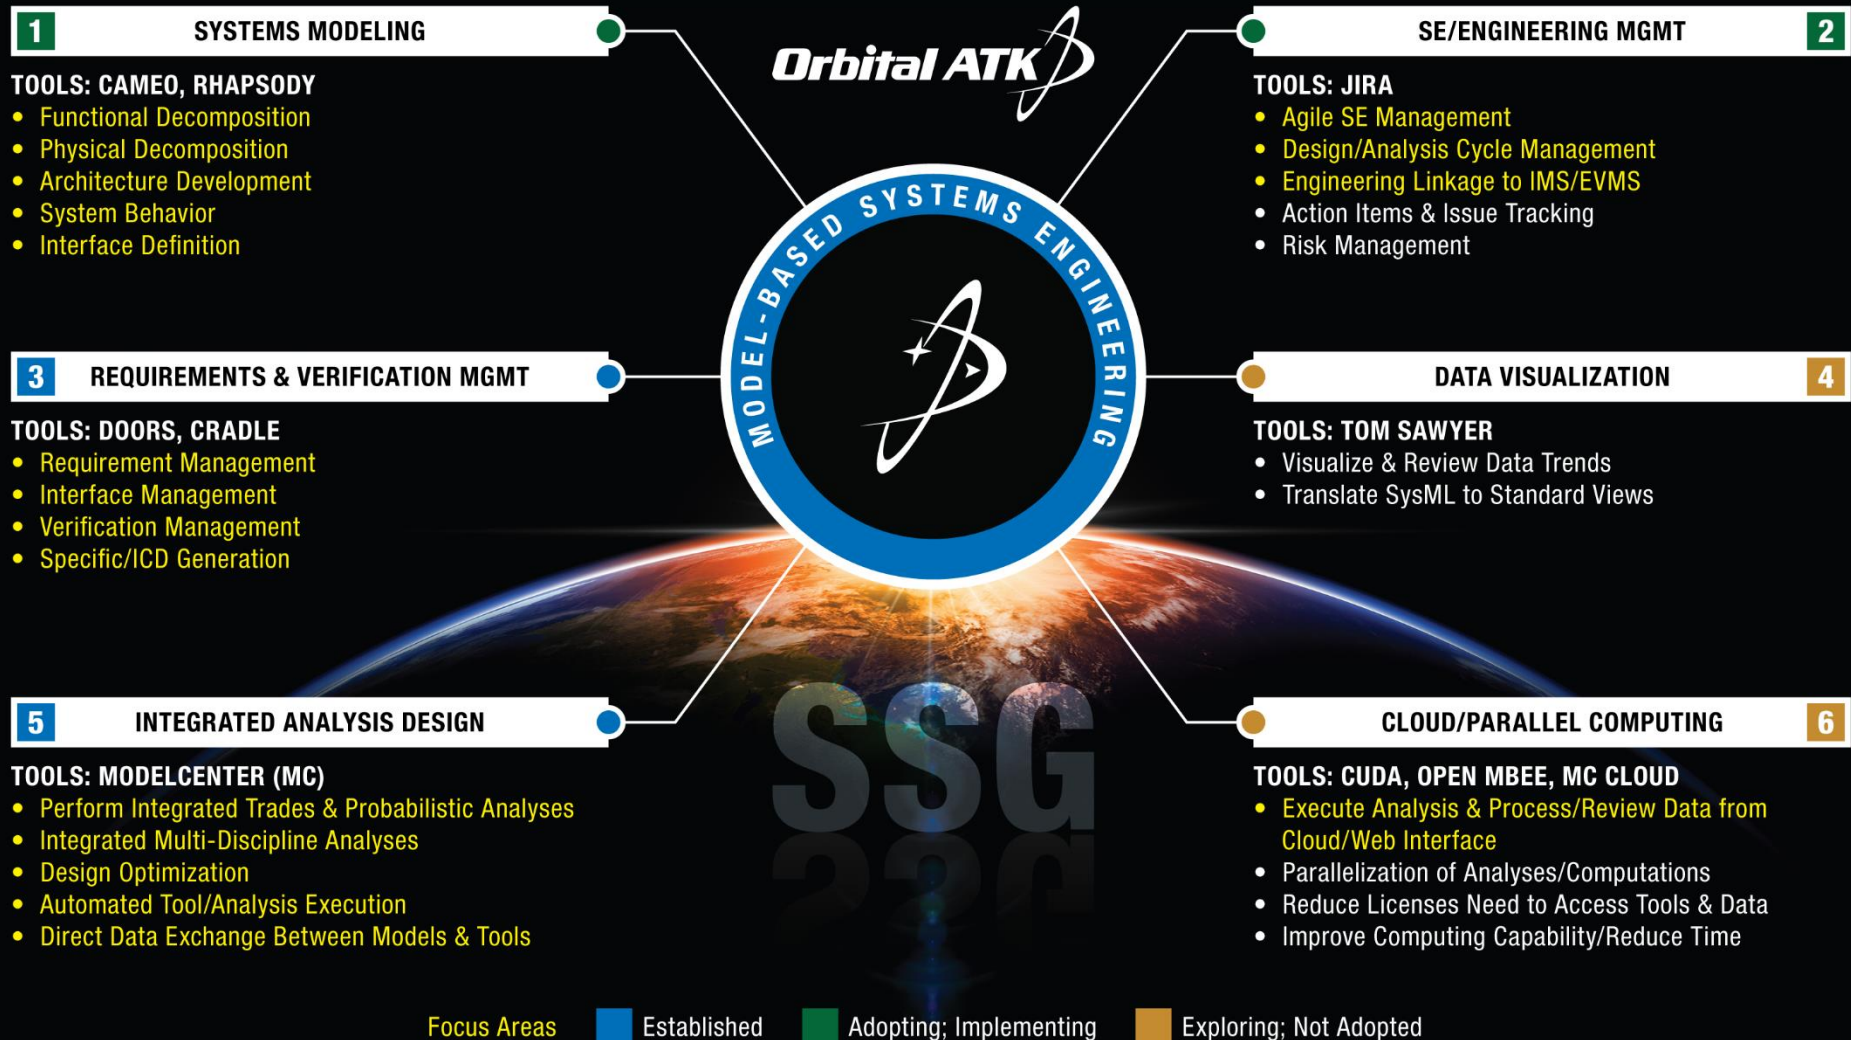 1 SYSTEMS MODELING
TOOLS: CAMEO, RHAPSODY
• Functional Decomposition
• Physical Decomposition
• Architecture Development
• System Behavior
• Interface Definition
Orbital ATK
SE/ENGINEERING MGMT 2
TOOLS: JIRA
• Agile SE Management
• Design/Analysis Cycle Management
• Engineering Linkage to IMS/EVMS
• Action Items & Issue Tracking
• Risk Management
MODEL-BASED SYSTEMS ENGINEERING
3 REQUIREMENTS & VERIFICATION MGMT
TOOLS: DOORS, CRADLE
• Requirement Management
• Interface Management
• Verification Management
• Specific/ICD Generation
DATA VISUALIZATION 4
TOOLS: TOM SAWYER
• Visualize & Review Data Trends
• Translate SysML to Standard Views
5 INTEGRATED ANALYSIS DESIGN
TOOLS: MODELCENTER (MC)
• Perform Integrated Trades & Probabilistic Analyses
• Integrated Multi-Discipline Analyses
• Design Optimization
• Automated Tool/Analysis Execution
• Direct Data Exchange Between Models & Tools
SSG
CLOUD/PARALLEL COMPUTING 6
TOOLS: CUDA, OPEN MBEE, MC CLOUD
• Execute Analysis & Process/Review Data from
Cloud/Web Interface
• Parallelization of Analyses/Computations
• Reduce Licenses Need to Access Tools & Data
• Improve Computing Capability/Reduce Time
Focus Areas Established Adopting; Implementing Exploring; Not Adopted